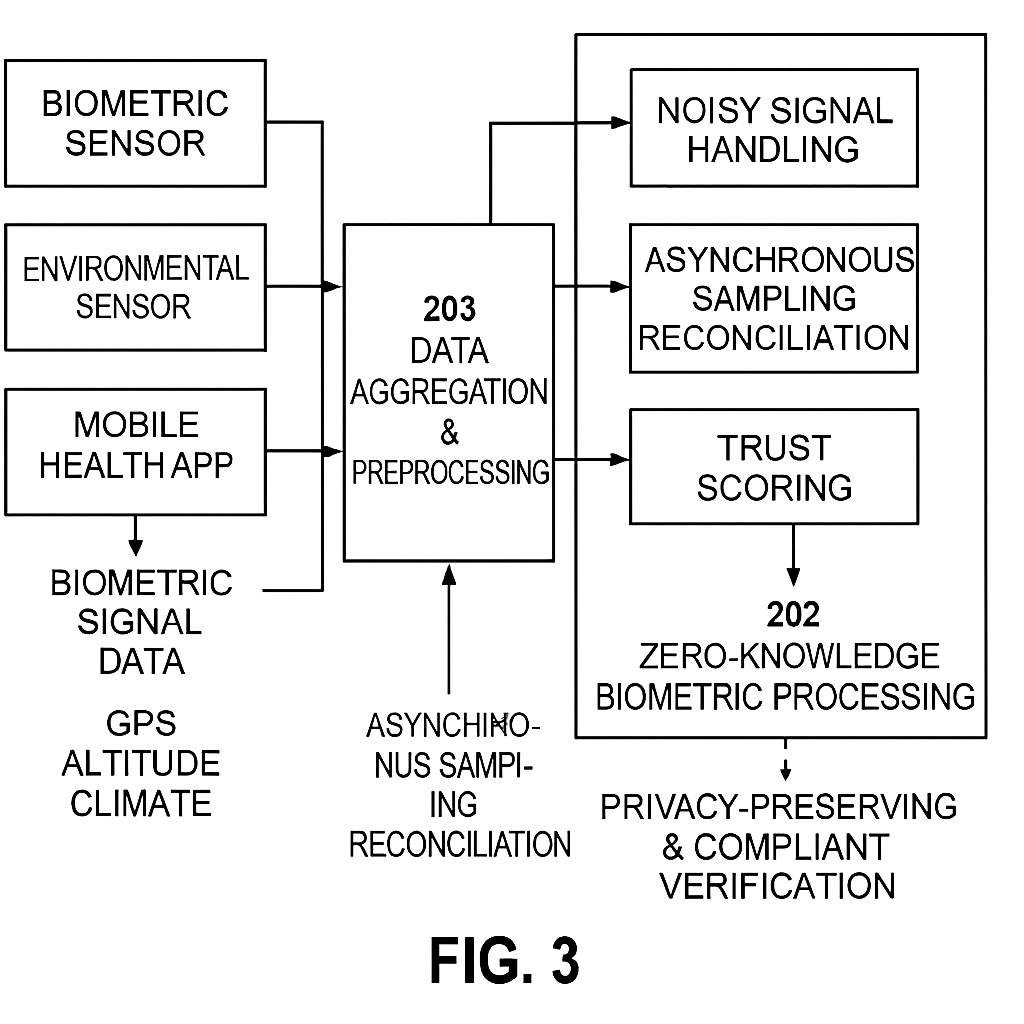 BIOMETRIC
SENSOR
ENVIRONMENTAL
SENSOR
MOBILE
HEALTH APP
BIOMETRIC
SIGNAL
DATA
GPS
ALTITUDE
CLIMATE
203
DATA
AGGREGATION
&
PREPROCESSING
ASYNCHINO-
NUS SAMPI-
ING
RECONCILIATION
NOISY SIGNAL
HANDLING
ASYNCHRONOUS
SAMPLING
RECONCILIATION
TRUST
SCORING
202
ZERO-KNOWLEDGE
BIOMETRIC PROCESSING
PRIVACY-PRESERVING
& COMPLIANT
VERIFICATION
FIG. 3